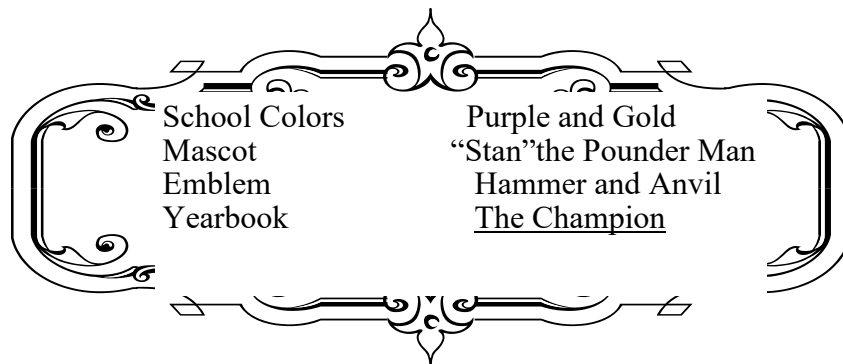 School Colors Purple and Gold
Mascot “Stan”the Pounder Man
Emblem Hammer and Anvil
Yearbook The Champion